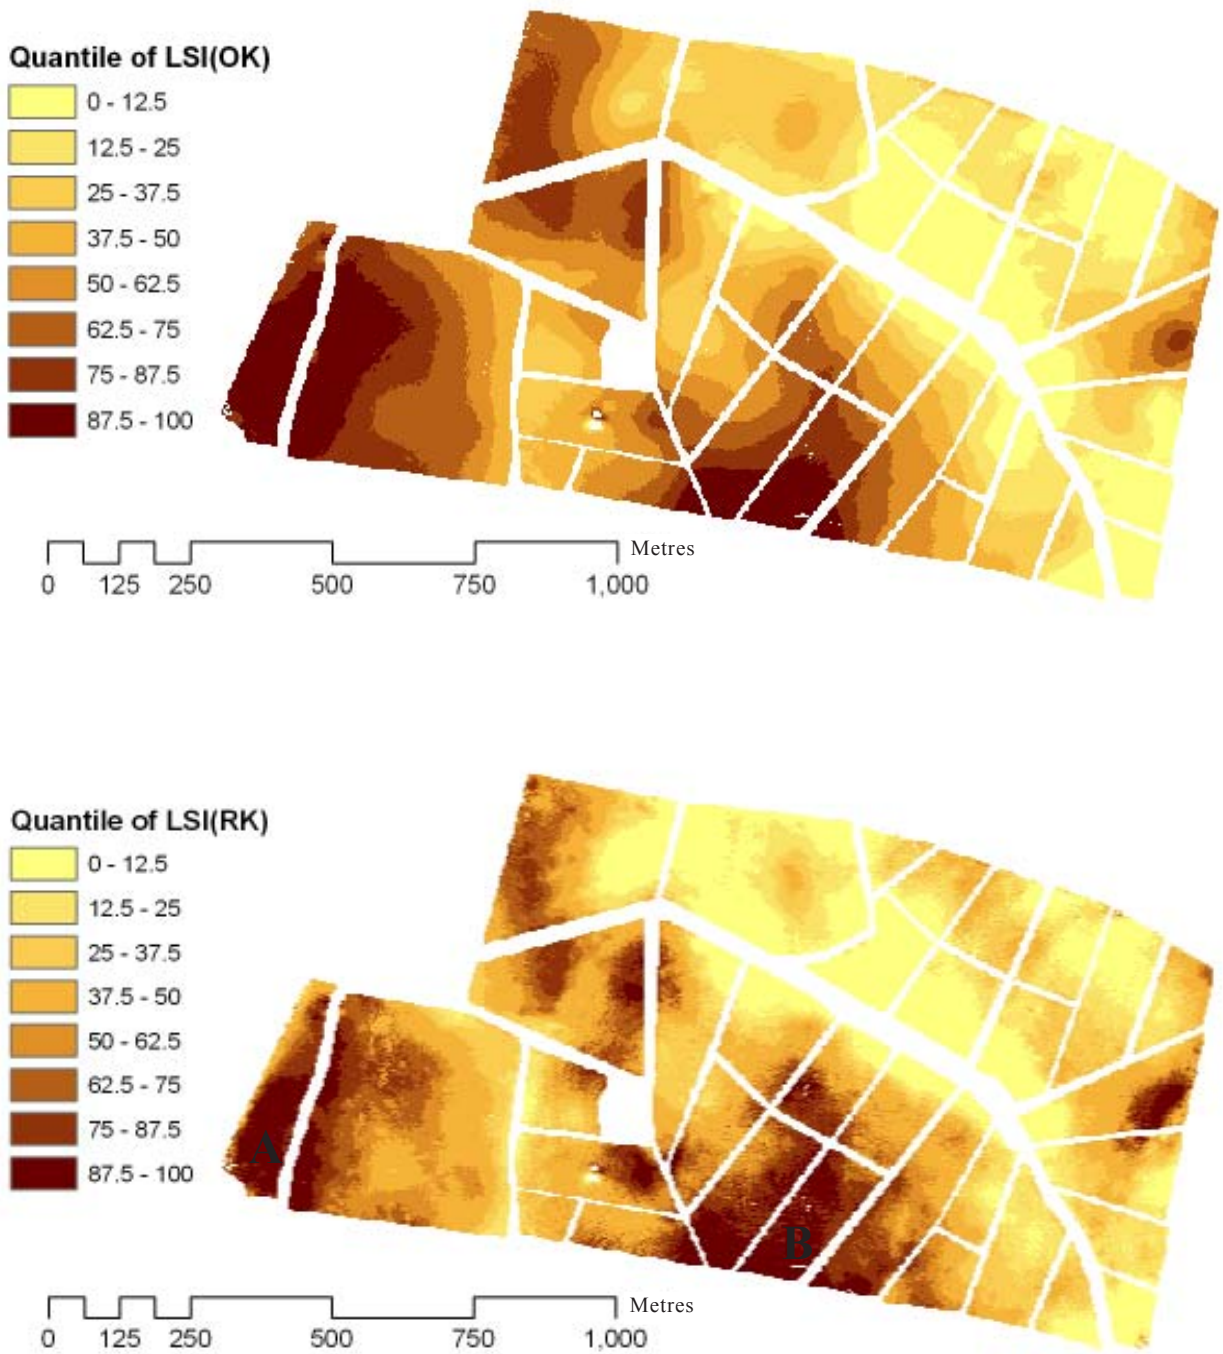 Quantile of LSI(OK)
0 - 12.5
12.5 - 25
25 - 37.5
37.5 - 50
50 - 62.5
62.5 - 75
75 - 87.5
87.5 - 100
Metres
0 125 250 500 750 1,000
Quantile of LSI(RK)
0 - 12.5
12.5 - 25
25 - 37.5
37.5 - 50
50 - 62.5
62.5 - 75
75 - 87.5
87.5 - 100
A
B
Metres
0 125 250 500 750 1,000